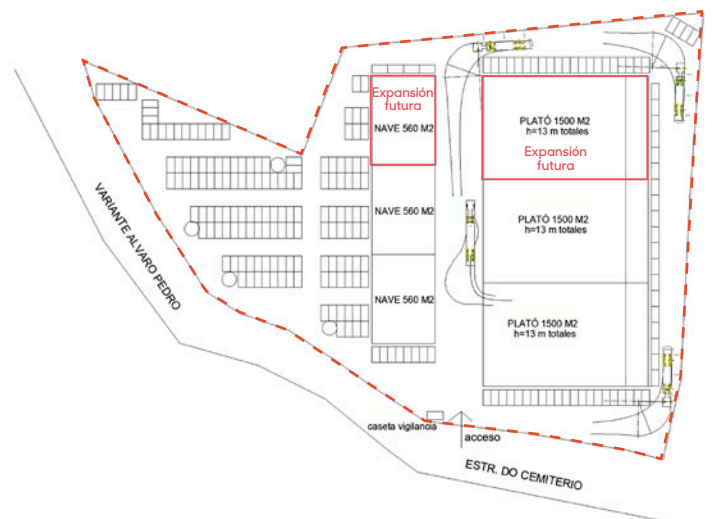 Expansión
futura
NAVE 560 M2
NAVE 560 M2
NAVE 560 M2
PLATÓ 1500 M2
h=13 m totales
Expansión
futura
PLATÓ 1500 M2
h=13 m totales
PLATÓ 1500 M2
h=13 m totales
VARIANTE ALVARO PEDRO
caseta vigilancia
acceso
ESTR. DO CEMITERIO